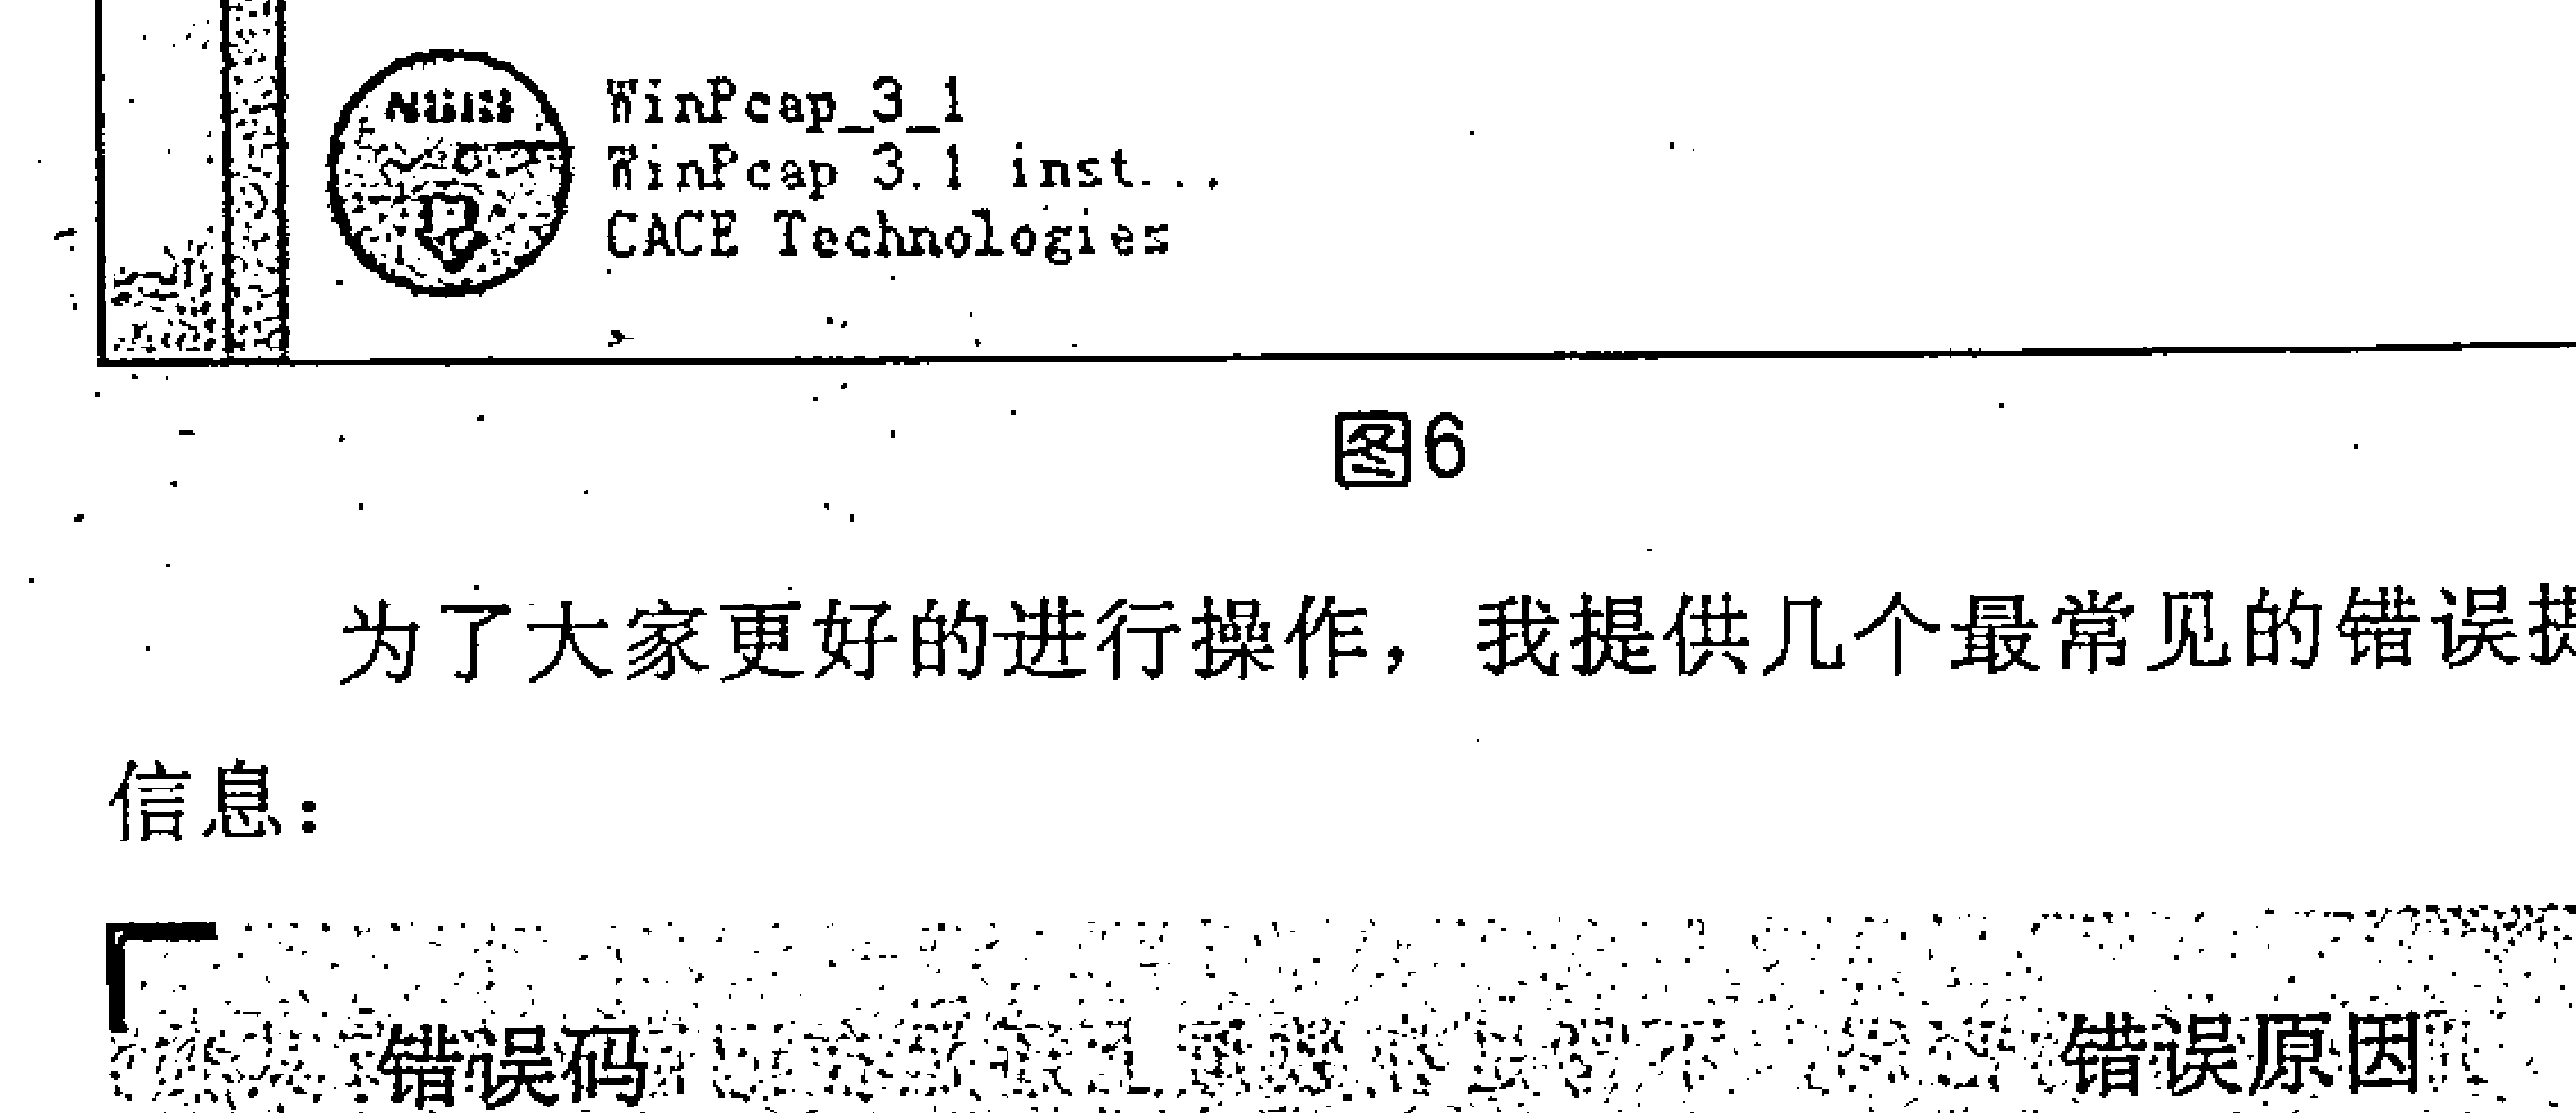 WinPcap_3_1
WinPcap 3.1 inst...
CACE Technologies
图6
为了大家更好的进行操作，我提供几个最常见的错误提
信息：
错误码 错误原因